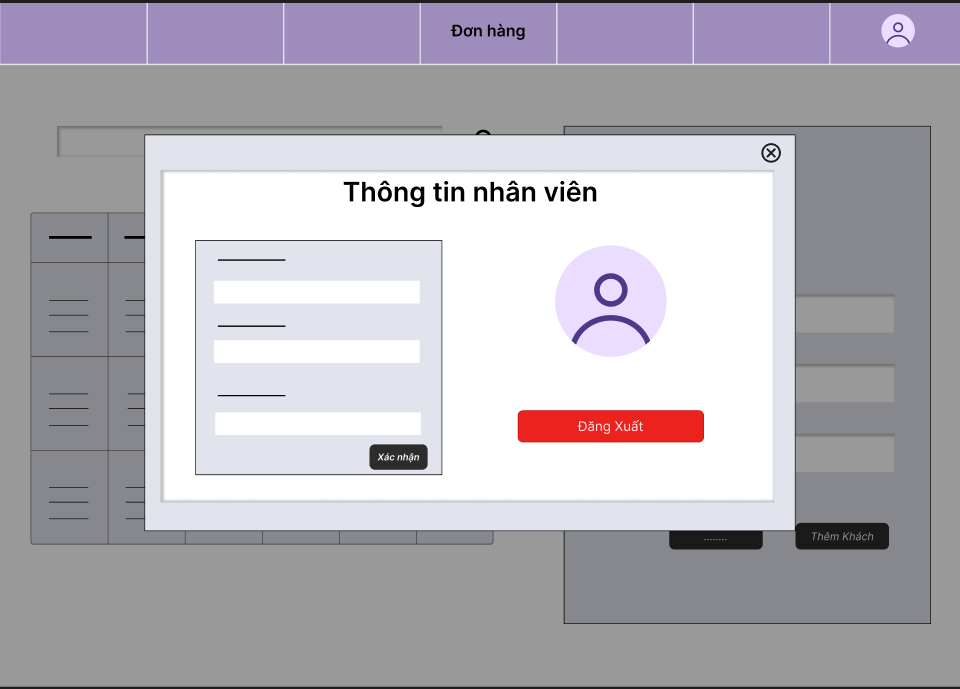 Đơn hàng
Thông tin nhân viên
Xác nhận
Đăng Xuất
........
Thêm Khách